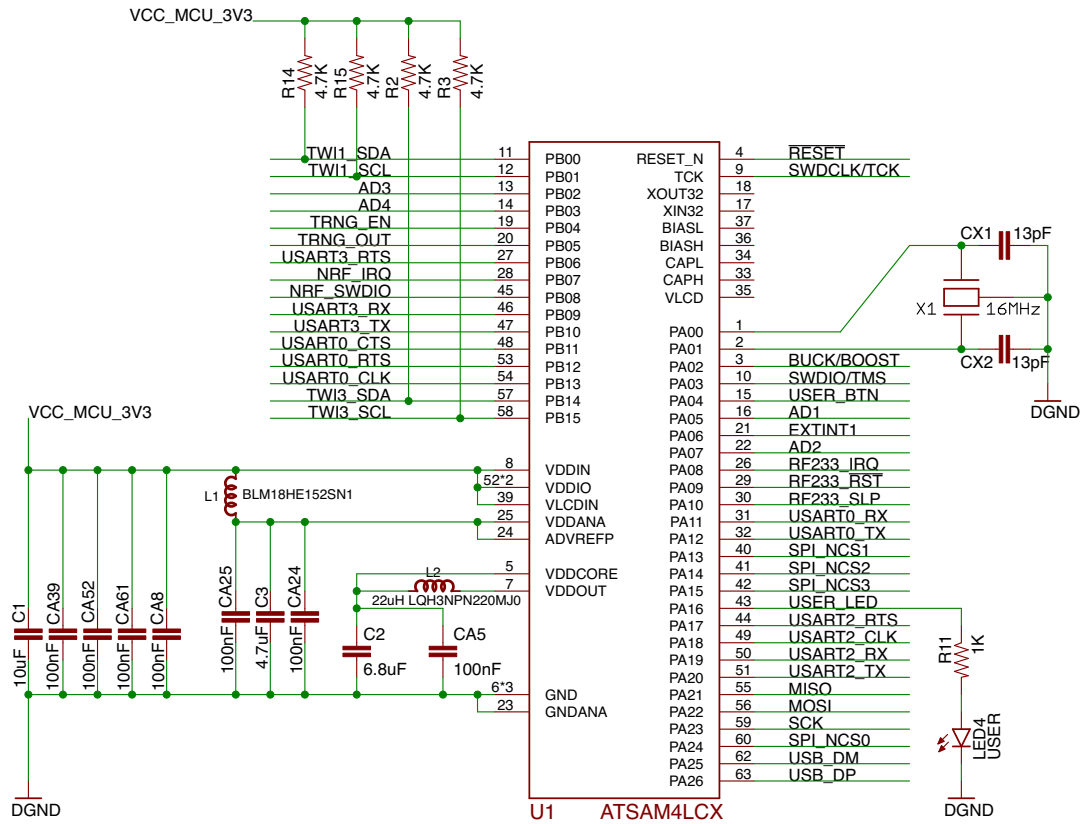 VCC_MCU_3V3
R14 4.7K
R15 4.7K
R2 4.7K
R3 4.7K
TWI1_SDA 11 PB00
TWI1_SCL 12 PB01
AD3 13 PB02
AD4 14 PB03
TRNG_EN 19 PB04
TRNG_OUT 20 PB05
USART3_RTS 27 PB06
NRF_IRQ 28 PB07
NRF_SWDIO 45 PB08
USART3_RX 46 PB09
USART3_TX 47 PB10
USART0_CTS 48 PB11
USART0_RTS 53 PB12
USART0_CLK 54 PB13
TWI3_SDA 57 PB14
TWI3_SCL 58 PB15
VCC_MCU_3V3
8 VDDIN
52*2 VDDIO
39 VLCDIN
25 VDDANA
24 ADVREFP
5 VDDCORE
7 VDDOUT
6*3 GND
23 GNDANA
L1 BLM18HE152SN1
L2
22uH LQH3NPN220MJ0
C1 10uF
CA39 100nF
CA52 100nF
CA61 100nF
CA8 100nF
CA25 100nF
C3 4.7uF
CA24 100nF
C2 6.8uF
CA5 100nF
DGND
RESET_N 4 RESET
TCK 9 SWDCLK/TCK
XOUT32 18
XIN32 17
BIASL 37
BIASH 36
CAPL 34
CAPH 33
VLCD 35
PA00 1
PA01 2
PA02 3 BUCK/BOOST
PA03 10 SWDIO/TMS
PA04 15 USER_BTN
PA05 16 AD1
PA06 21 EXTINT1
PA07 22 AD2
PA08 26 RF233_IRQ
PA09 29 RF233_RST
PA10 30 RF233_SLP
PA11 31 USART0_RX
PA12 32 USART0_TX
PA13 40 SPI_NCS1
PA14 41 SPI_NCS2
PA15 42 SPI_NCS3
PA16 43 USER_LED
PA17 44 USART2_RTS
PA18 49 USART2_CLK
PA19 50 USART2_RX
PA20 51 USART2_TX
PA21 55 MISO
PA22 56 MOSI
PA23 59 SCK
PA24 60 SPI_NCS0
PA25 62 USB_DM
PA26 63 USB_DP
CX1 13pF
X1 16MHz
CX2 13pF
DGND
R11 1K
LED4 USER
DGND
U1 ATSAM4LCX